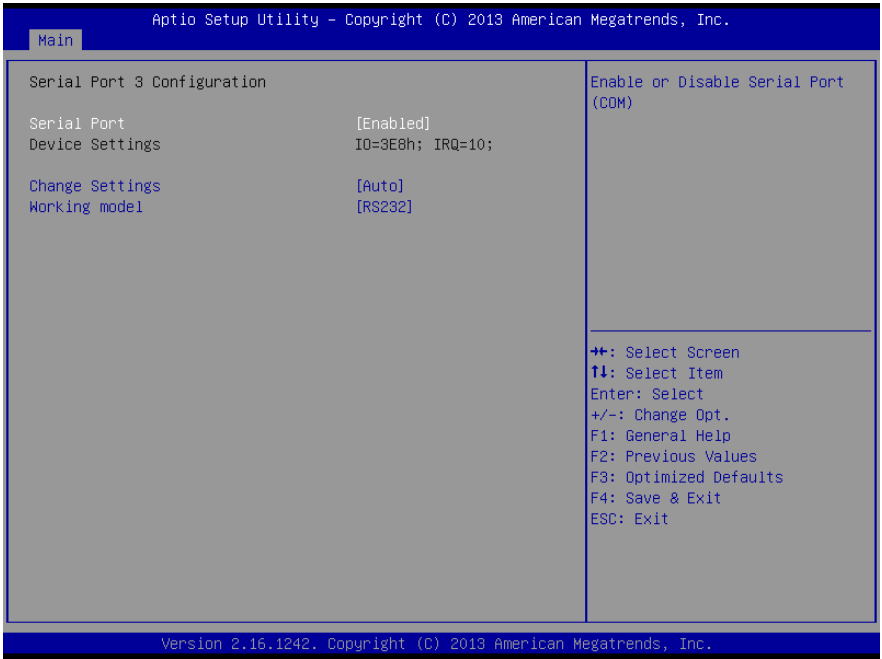 Aptio Setup Utility – Copyright (C) 2013 American Megatrends, Inc.
Main
Serial Port 3 Configuration
Serial Port [Enabled]
Device Settings IO=3E8h; IRQ=10;
Change Settings [Auto]
Working model [RS232]
Enable or Disable Serial Port
(COM)
→←: Select Screen
↑↓: Select Item
Enter: Select
+/-: Change Opt.
F1: General Help
F2: Previous Values
F3: Optimized Defaults
F4: Save & Exit
ESC: Exit
Version 2.16.1242. Copyright (C) 2013 American Megatrends, Inc.